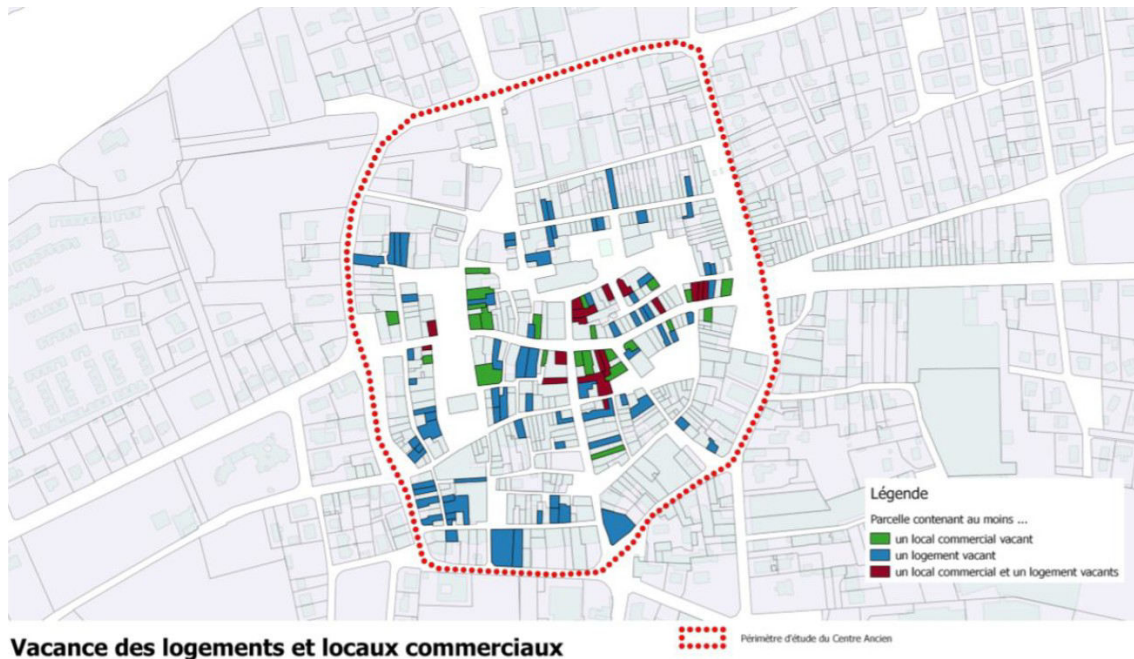 Légende
Parcelle contenant au moins ...
un local commercial vacant
un logement vacant
un local commercial et un logement vacants
Vacance des logements et locaux commerciaux
Périmètre d'étude du Centre Ancien